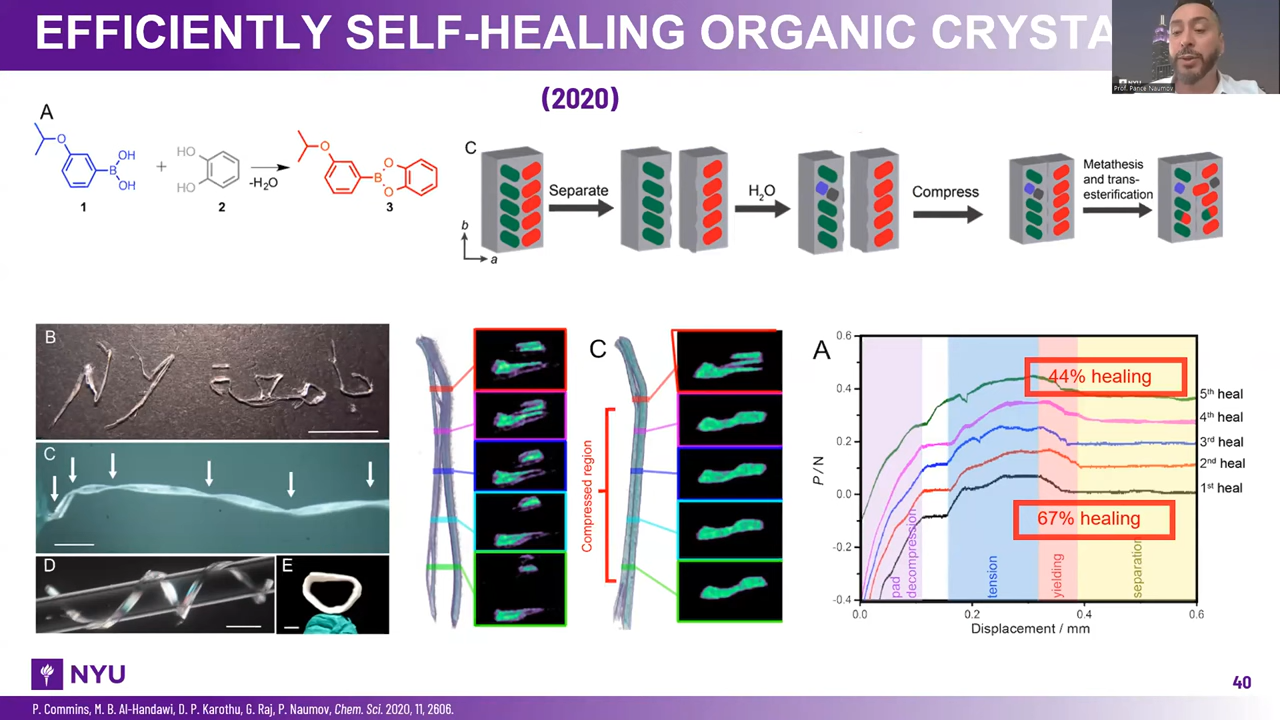 EFFICIENTLY SELF-HEALING ORGANIC CRYSTA
NYU
Prof. Pance Naumov
(2020)
A
O
OH
B
OH
1
+
HO
HO
2
-H2O
O
O
B
O
3
C
b
a
Separate
H2O
Compress
Metathesis
and trans-
esterification
B
C
D
E
C
Compressed region
A
P / N
0.6
0.4
0.2
0.0
-0.2
-0.4
44% healing
67% healing
5th heal
4th heal
3rd heal
2nd heal
1st heal
pad
decompression
tension
yielding
separation
0.0
0.2
0.4
0.6
Displacement / mm
NYU
40
P. Commins, M. B. Al-Handawi, D. P. Karothu, G. Raj, P. Naumov, Chem. Sci. 2020, 11, 2606.